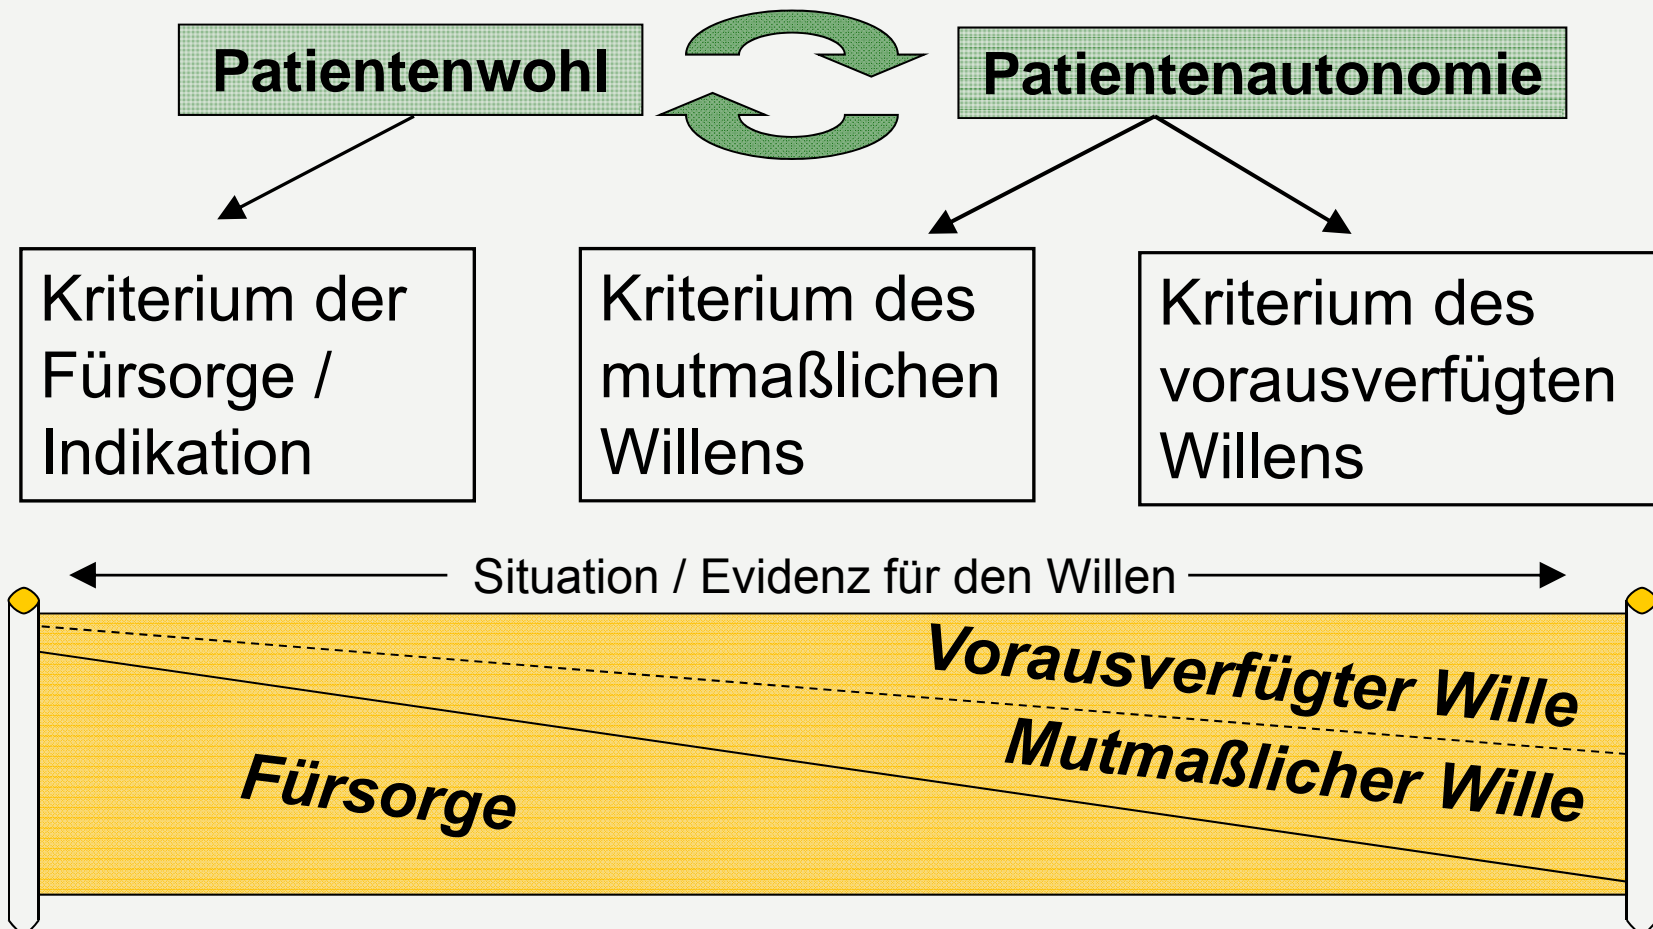 Patientenwohl
Patientenautonomie
Kriterium der
Fürsorge /
Indikation
Kriterium des
mutmaßlichen
Willens
Kriterium des
vorausverfügten
Willens
Situation / Evidenz für den Willen
Vorausverfügter Wille
Mutmaßlicher Wille
Fürsorge